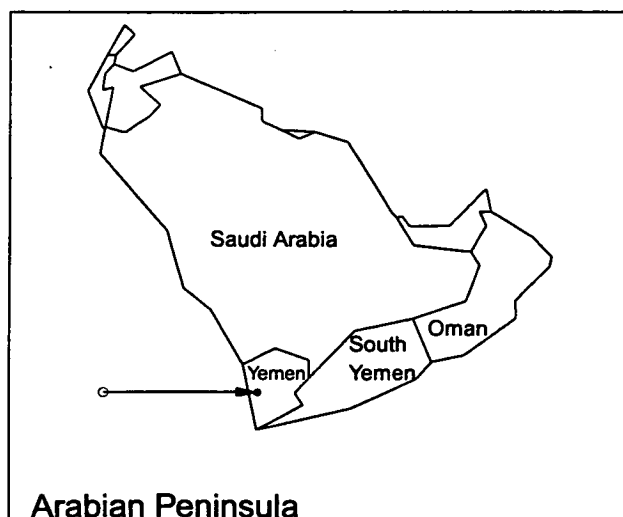 Saudi Arabia
Oman
South
Yemen
Yemen
Arabian Peninsula